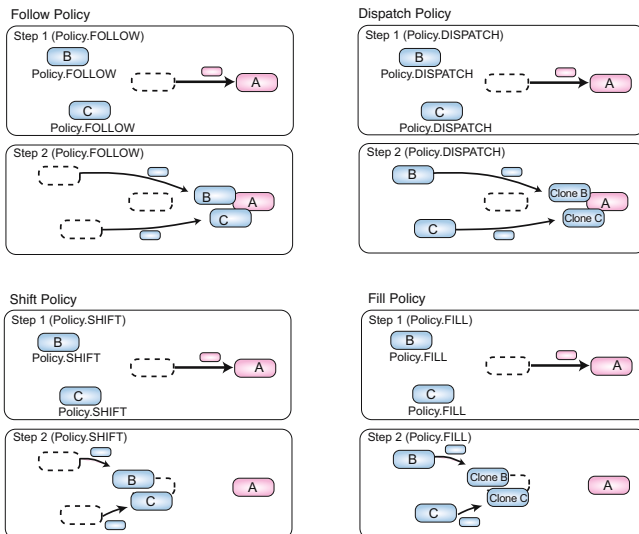 Follow Policy
Step 1 (Policy.FOLLOW)
B
Policy.FOLLOW
A
C
Policy.FOLLOW
Step 2 (Policy.FOLLOW)
B
A
C
Dispatch Policy
Step 1 (Policy.DISPATCH)
B
Policy.DISPATCH
A
C
Policy.DISPATCH
Step 2 (Policy.DISPATCH)
B
Clone B
A
C
Clone C
Shift Policy
Step 1 (Policy.SHIFT)
B
Policy.SHIFT
A
C
Policy.SHIFT
Step 2 (Policy.SHIFT)
B
C
A
Fill Policy
Step 1 (Policy.FILL)
B
Policy.FILL
A
C
Policy.FILL
Step 2 (Policy.FILL)
B
Clone B
A
Clone C
C